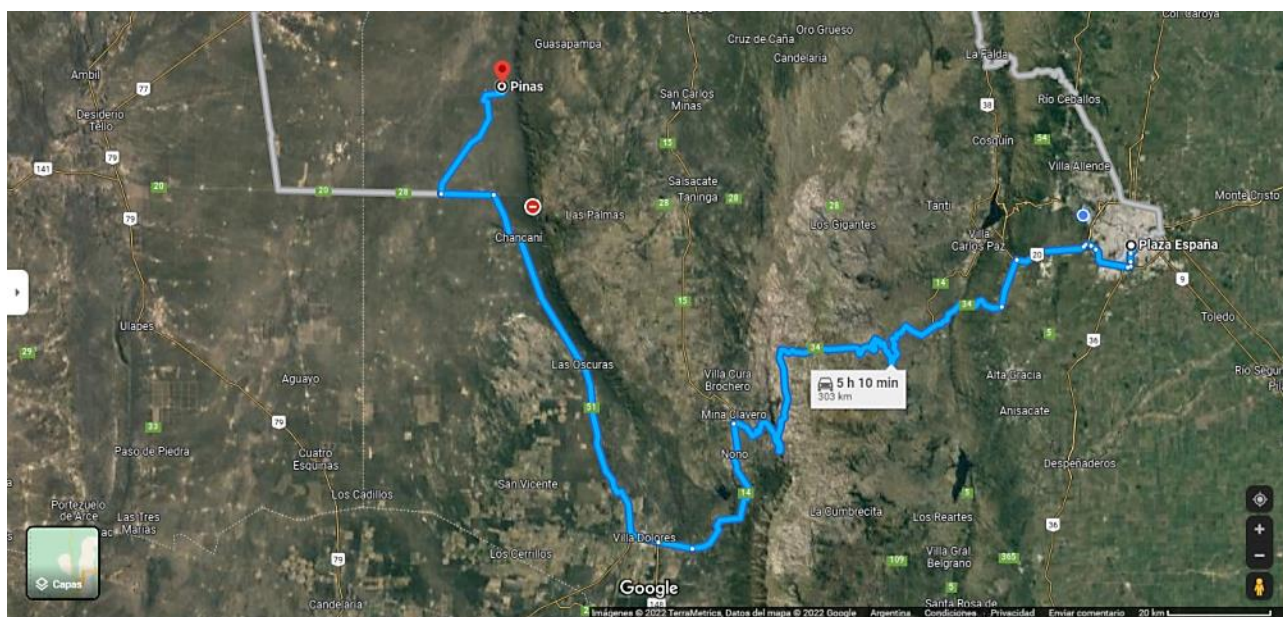 Col. Caroya
Oro Grueso
Cruz de Caña
Guasapampa
La Falda
Candelaria
Ambil
77
Pinas
San Carlos
Minas
Río Ceballos
Desiderio
Tello
38
79
15
Cosquín
54
Villa Allende
141
79
20
Salsacate
Taninga
20
28
28
28
28
Tanti
Monte Cristo
79
Las Palmas
Los Gigantes
Villa
Carlos Paz
Chancaní
20
Plaza España
9
14
15
34
Toledo
Ulapes
5
36
29
34
Las Oscuras
Villa Cura
Brochero
5 h 10 min
303 km
Alta Gracia
Aguayo
51
Mina Clavero
Anisacate
79
33
Paso de Piedra
Cuatro
Esquinas
Nono
Despeñaderos
San Vicente
14
5
Los Cadillos
La Cumbrecita
Los Reartes
Portezuelo
de Arce
Las Tres
Marías
36
Villa Dolores
Los Cerrillos
79
109
Villa Gral
Belgrano
365
Capas
Google
5
Candelaria
148
Santa Rosa de
Imágenes © 2022 TerraMetrics, Datos del mapa © 2022 Google Argentina Condiciones Privacidad Enviar comentario 20 km